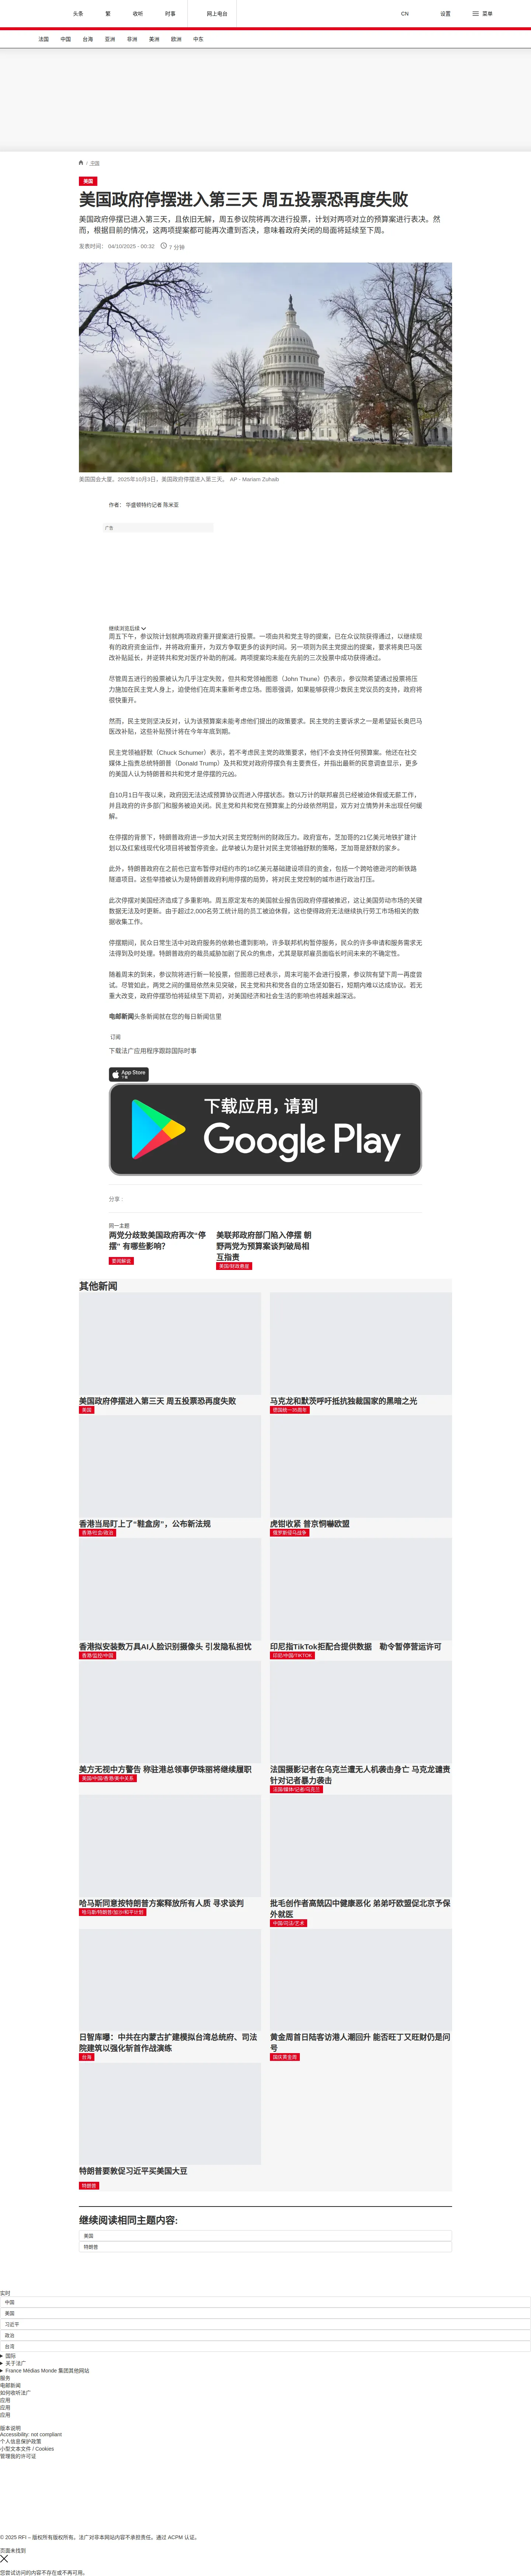 头条
繁
收听
时事
网上电台
CN
设置
菜单
法国
中国
台海
亚洲
非洲
美洲
欧洲
中东
/ 美国
美国
美国政府停摆进入第三天 周五投票恐再度失败
美国政府停摆已进入第三天，且依旧无解，周五参议院将再次进行投票，计划对两项对立的预算案进行表决。然
而，根据目前的情况，这两项提案都可能再次遭到否决，意味着政府关闭的局面将延续至下周。
发表时间： 04/10/2025 - 00:32 7 分钟
美国国会大厦，2025年10月3日，美国政府停摆进入第三天。 AP - Mariam Zuhaib
作者： 华盛顿特约记者 陈米亚
广告
继续浏览后续
周五下午，参议院计划就两项政府重开提案进行投票。一项由共和党主导的提案，已在众议院获得通过，以继续现
有的政府资金运作，并将政府重开，为双方争取更多的谈判时间。另一项则为民主党提出的提案，要求将奥巴马医
改补贴延长，并逆转共和党对医疗补助的削减。两项提案均未能在先前的三次投票中成功获得通过。
尽管周五进行的投票被认为几乎注定失败，但共和党领袖图恩（John Thune）仍表示，参议院希望通过投票将压
力施加在民主党人身上，迫使他们在周末重新考虑立场。图恩强调，如果能够获得少数民主党议员的支持，政府将
很快重开。
然而，民主党则坚决反对，认为该预算案未能考虑他们提出的政策要求。民主党的主要诉求之一是希望延长奥巴马
医改补贴，这些补贴预计将在今年年底到期。
民主党领袖舒默（Chuck Schumer）表示，若不考虑民主党的政策要求，他们不会支持任何预算案。他还在社交
媒体上指责总统特朗普（Donald Trump）及共和党对政府停摆负有主要责任，并指出最新的民意调查显示，更多
的美国人认为特朗普和共和党才是停摆的元凶。
自10月1日午夜以来，政府因无法达成预算协议而进入停摆状态。数以万计的联邦雇员已经被迫休假或无薪工作，
并且政府的许多部门和服务被迫关闭。民主党和共和党在预算案上的分歧依然明显，双方对立情势并未出现任何缓
解。
在停摆的背景下，特朗普政府进一步加大对民主党控制州的财政压力。政府宣布，芝加哥的21亿美元地铁扩建计
划以及红紫线现代化项目将被暂停资金。此举被认为是针对民主党领袖舒默的策略，芝加哥是舒默的家乡。
此外，特朗普政府在之前也已宣布暂停对纽约市的18亿美元基础建设项目的资金，包括一个跨哈德逊河的新铁路
隧道项目。这些举措被认为是特朗普政府利用停摆的局势，将对民主党控制的城市进行政治打压。
此次停摆对美国经济造成了多重影响。周五原定发布的美国就业报告因政府停摆被推迟，这让美国劳动市场的关键
数据无法及时更新。由于超过2,000名劳工统计局的员工被迫休假，这也使得政府无法继续执行劳工市场相关的数
据收集工作。
停摆期间，民众日常生活中对政府服务的依赖也遭到影响。许多联邦机构暂停服务，民众的许多申请和服务需求无
法得到及时处理。特朗普政府的裁员威胁加剧了民众的焦虑，尤其是联邦雇员面临长时间未来的不确定性。
随着周末的到来，参议院将进行新一轮投票，但图恩已经表示，周末可能不会进行投票，参议院有望下周一再度尝
试。尽管如此，两党之间的僵局依然未见突破，民主党和共和党各自的立场坚如磐石，短期内难以达成协议。若无
重大改变，政府停摆恐怕将延续至下周初，对美国经济和社会生活的影响也将越来越深远。
电邮新闻头条新闻就在您的每日新闻信里
订阅
下载法广应用程序跟踪国际时事
App Store
下载应用，请到
Google Play
分享 :
同一主题
两党分歧致美国政府再次“停
摆” 有哪些影响？
要闻解说
美联邦政府部门陷入停摆 朝
野两党为预算案谈判破局相
互指责
美国/财政悬崖
其他新闻
美国政府停摆进入第三天 周五投票恐再度失败
美国
马克龙和默茨呼吁抵抗独裁国家的黑暗之光
德国统一35周年
香港当局盯上了“鞋盒房”，公布新法规
香港/社会/政治
虎钳收紧 普京恫嚇欧盟
俄罗斯侵乌战争
香港拟安装数万具AI人脸识别摄像头 引发隐私担忧
香港/监控/中国
印尼指TikTok拒配合提供数据 勒令暂停营运许可
印尼/中国/TIKTOK
美方无视中方警告 称驻港总领事伊珠丽将继续履职
美国/中国/香港/美中关系
法国摄影记者在乌克兰遭无人机袭击身亡 马克龙谴责
针对记者暴力袭击
法国/媒体/记者/乌克兰
哈马斯同意按特朗普方案释放所有人质 寻求谈判
哈马斯/特朗普/加沙/和平计划
批毛创作者高兢囚中健康恶化 弟弟吁欧盟促北京予保
外就医
中国/司法/艺术
日智库曝：中共在内蒙古扩建模拟台湾总统府、司法
院建筑以强化斩首作战演练
台海
黄金周首日陆客访港人潮回升 能否旺丁又旺财仍是问
号
国庆黄金周
特朗普要敦促习近平买美国大豆
特朗普
继续阅读相同主题内容:
美国
特朗普
实时
中国
美国
习近平
政治
台湾
国际
关于法广
France Médias Monde 集团其他网站
服务
电邮新闻
如何收听法广
应用
应用
应用
版本说明
Accessibility: not compliant
个人信息保护政策
小型文本文件 / Cookies
管理我的许可证
© 2025 RFI – 版权所有版权所有。法广对非本网站内容不承担责任。通过 ACPM 认证。
页面未找到
您尝试访问的内容不存在或不再可用。